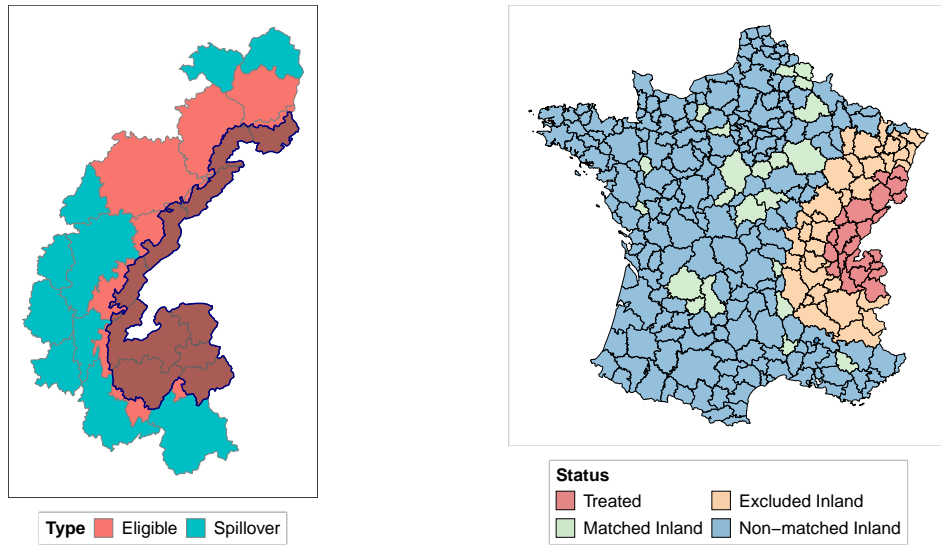 Type Eligible Spillover
Status
Treated Excluded Inland
Matched Inland Non−matched Inland